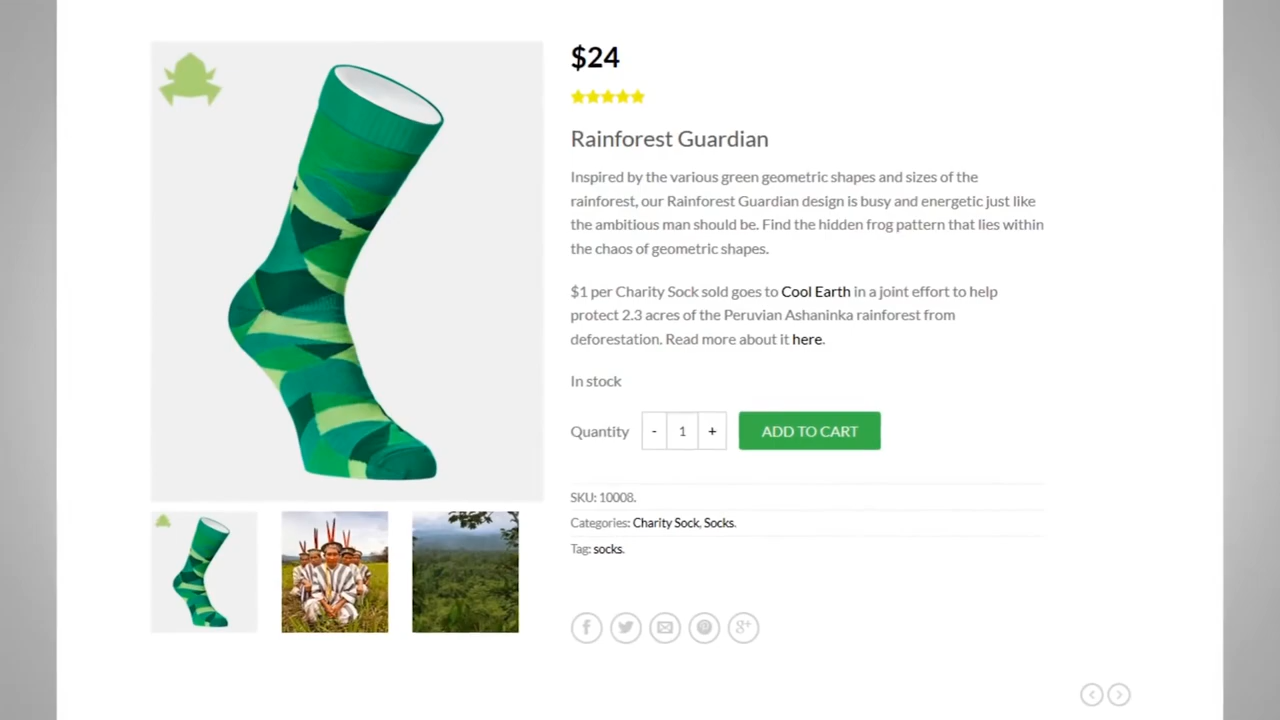 $24
Rainforest Guardian
Inspired by the various green geometric shapes and sizes of the
rainforest, our Rainforest Guardian design is busy and energetic just like
the ambitious man should be. Find the hidden frog pattern that lies within
the chaos of geometric shapes.
$1 per Charity Sock sold goes to Cool Earth in a joint effort to help
protect 2.3 acres of the Peruvian Ashaninka rainforest from
deforestation. Read more about it here.
In stock
Quantity - 1 + ADD TO CART
SKU: 10008.
Categories: Charity Sock, Socks.
Tag: socks.